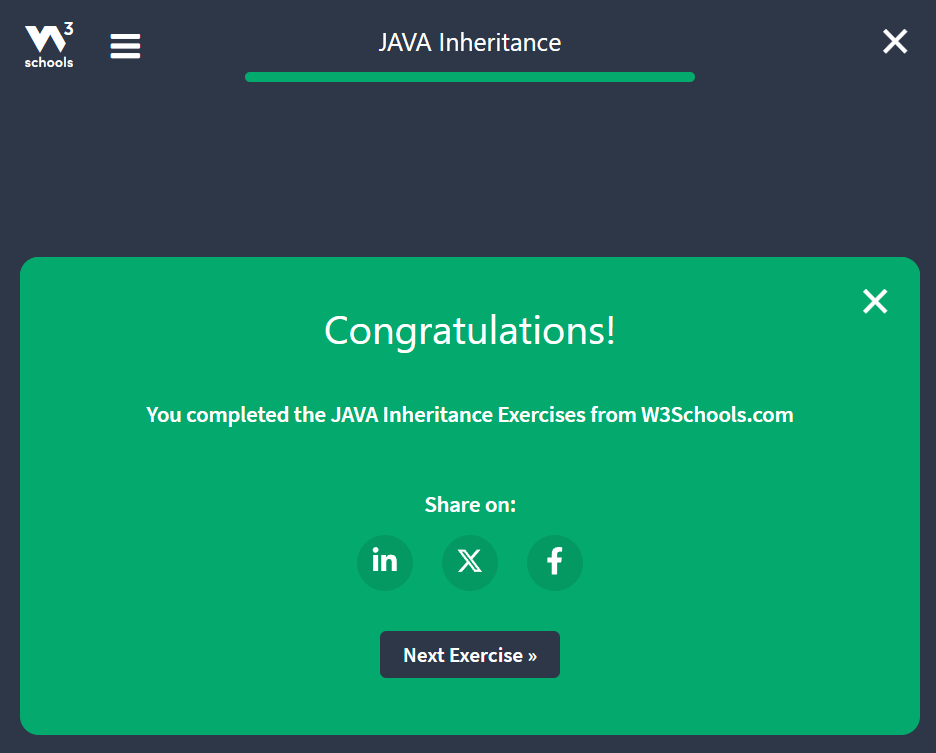 W3
schools
JAVA Inheritance
Congratulations!
You completed the JAVA Inheritance Exercises from W3Schools.com
Share on:
in
X
f
Next Exercise »